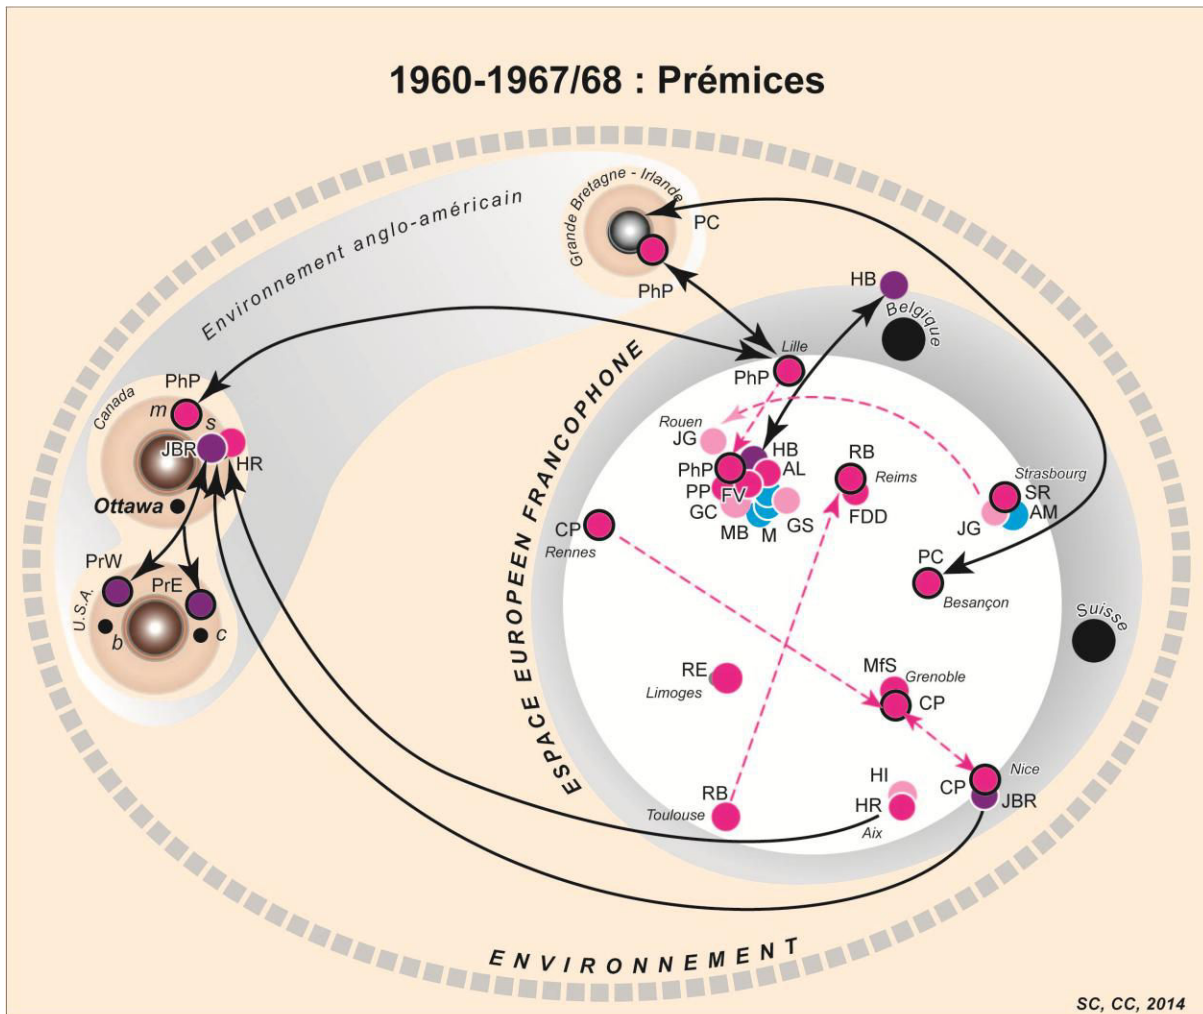 1960-1967/68 : Prémices
Environnement anglo-américain
Grande Bretagne - Irlande
PC
PhP
HB
Belgique
ESPACE EUROPEEN FRANCOPHONE
Lille
PhP
Canada
PhP
m
s
JBR
HR
Ottawa
Rouen
JG
HB
PhP
AL
PP
FV
GC
MB
M
GS
RB
Reims
FDD
Strasbourg
SR
JG
AM
CP
Rennes
PC
Besançon
PrW
PrE
U.S.A.
b
c
Suisse
RE
Limoges
MfS
Grenoble
CP
RB
Toulouse
HI
HR
Aix
Nice
CP
JBR
ENVIRONNEMENT
SC, CC, 2014